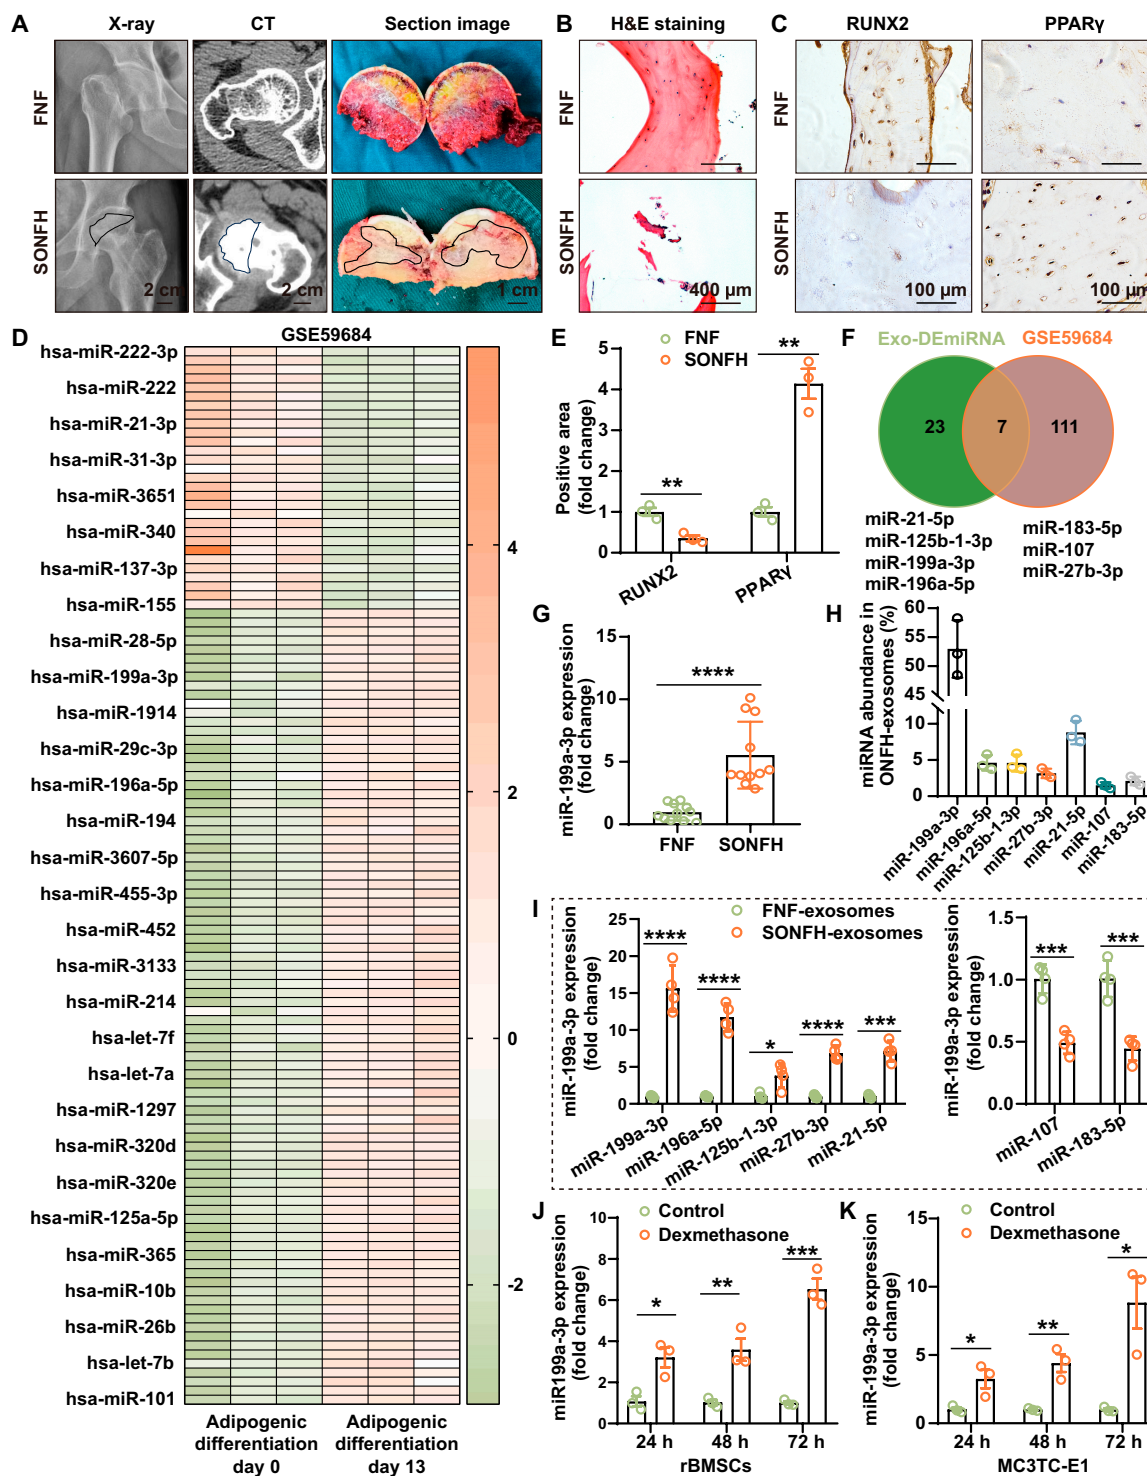 A
X-ray
CT
Section image
B
H&E staining
C
RUNX2
PPARγ
FNF
SONFH
2 cm
2 cm
1 cm
400 μm
100 μm
100 μm
D
GSE59684
hsa-miR-222-3p
hsa-miR-222
hsa-miR-21-3p
hsa-miR-31-3p
hsa-miR-3651
hsa-miR-340
hsa-miR-137-3p
hsa-miR-155
hsa-miR-28-5p
hsa-miR-199a-3p
hsa-miR-1914
hsa-miR-29c-3p
hsa-miR-196a-5p
hsa-miR-194
hsa-miR-3607-5p
hsa-miR-455-3p
hsa-miR-452
hsa-miR-3133
hsa-miR-214
hsa-let-7f
hsa-let-7a
hsa-miR-1297
hsa-miR-320d
hsa-miR-320e
hsa-miR-125a-5p
hsa-miR-365
hsa-miR-10b
hsa-miR-26b
hsa-let-7b
hsa-miR-101
4
2
0
-2
Adipogenic
differentiation
day 0
Adipogenic
differentiation
day 13
E
FNF
SONFH
Positive area
(fold change)
5
4
3
2
1
0
**
**
RUNX2
PPARγ
F
Exo-DEmiRNA
GSE59684
23
7
111
miR-21-5p
miR-125b-1-3p
miR-199a-3p
miR-196a-5p
miR-183-5p
miR-107
miR-27b-3p
G
miR-199a-3p expression
(fold change)
15
10
5
0
****
FNF
SONFH
H
miRNA abundance in
ONFH-exosomes (%)
60
55
50
45
10
5
0
miR-199a-3p
miR-196a-5p
miR-125b-1-3p
miR-27b-3p
miR-21-5p
miR-107
miR-183-5p
I
FNF-exosomes
SONFH-exosomes
miR-199a-3p expression
(fold change)
25
20
15
10
5
0
****
****
*
****
***
miR-199a-3p
miR-196a-5p
miR-125b-1-3p
miR-27b-3p
miR-21-5p
miR-199a-3p expression
(fold change)
1.5
1.0
0.5
0.0
***
***
miR-107
miR-183-5p
J
Control
Dexmethasone
miR199a-3p expression
(fold change)
10
8
6
4
2
0
*
**
***
24 h
48 h
72 h
rBMSCs
K
Control
Dexmethasone
miR-199a-3p expression
(fold change)
15
10
5
0
*
**
*
24 h
48 h
72 h
MC3TC-E1